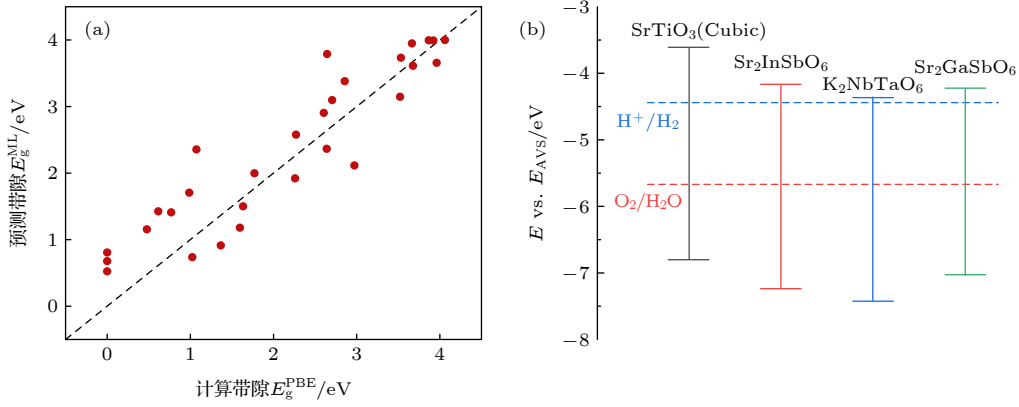 (a)
4
3
2
1
0
0
1
2
3
4
预测带隙E_g^ML/eV
计算带隙E_g^PBE/eV
(b)
−3
−4
−5
−6
−7
−8
E vs. E_AVS/eV
SrTiO₃(Cubic)
Sr₂InSbO₆
K₂NbTaO₆
Sr₂GaSbO₆
H⁺/H₂
O₂/H₂O